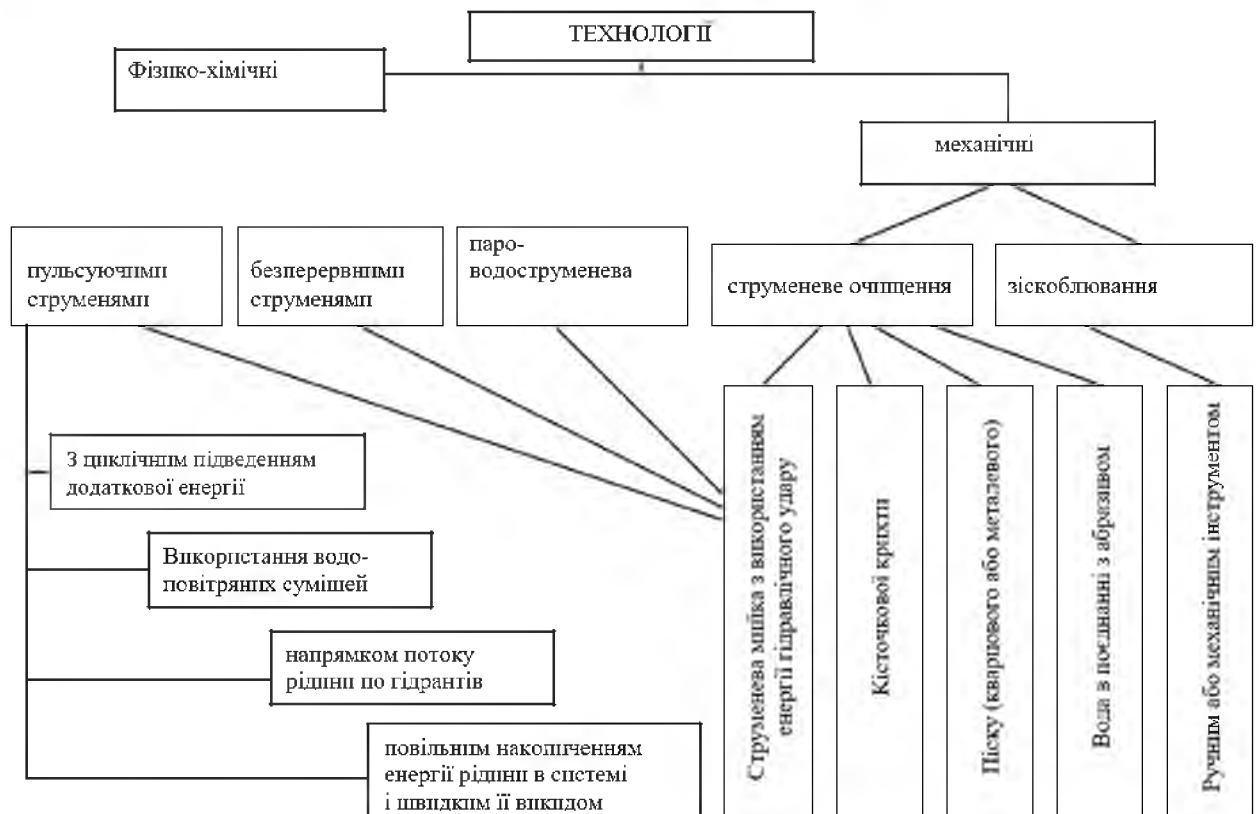 ТЕХНОЛОГІЇ
Фізико-хімічні
механічні
пульсуючими
струменями
безперервними
струменями
паро-
водоструменева
струменеве очищення
зіскоблювання
З циклічним підведенням
додаткової енергії
Використання водо-
повітряних сумішей
напрямком потоку
рідини по гідрантів
повільним накопиченням
енергії рідини в системі
і швидким її викидом
Струменева мийка з використанням
енергії гідравлічного удару
Кісточкової крихти
Піску (кварцового або металевого)
Вода в поєднанні з абразивом
Ручним або механічним інструментом